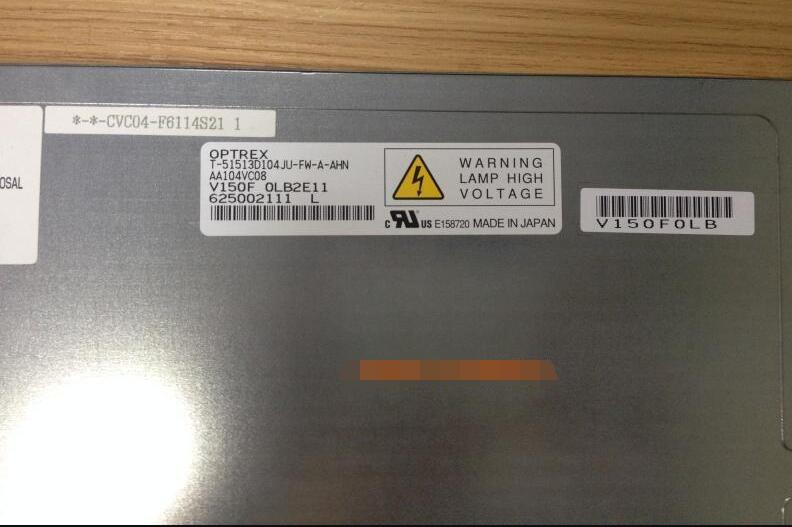 *-*-CVC04-F6114S21 1
OSAL
OPTREX
T-51513D104JU-FW-A-AHN
AA104VC08
V150F 0LB2E11
625002111 L
WARNING
LAMP HIGH
VOLTAGE
c RU US E158720 MADE IN JAPAN
V150F0LB